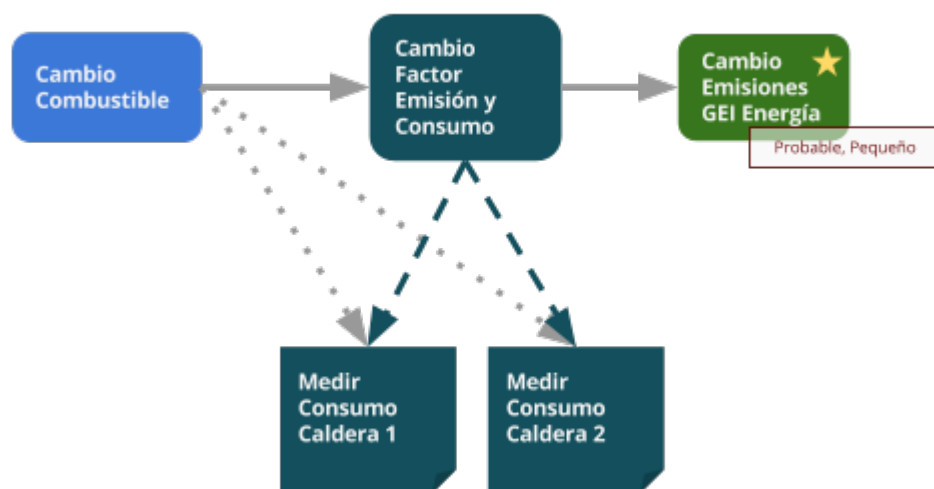 Cambio
Combustible
Cambio
Factor
Emisión y
Consumo
Cambio
Emisiones
GEI Energía
Probable, Pequeño
Medir
Consumo
Caldera 1
Medir
Consumo
Caldera 2